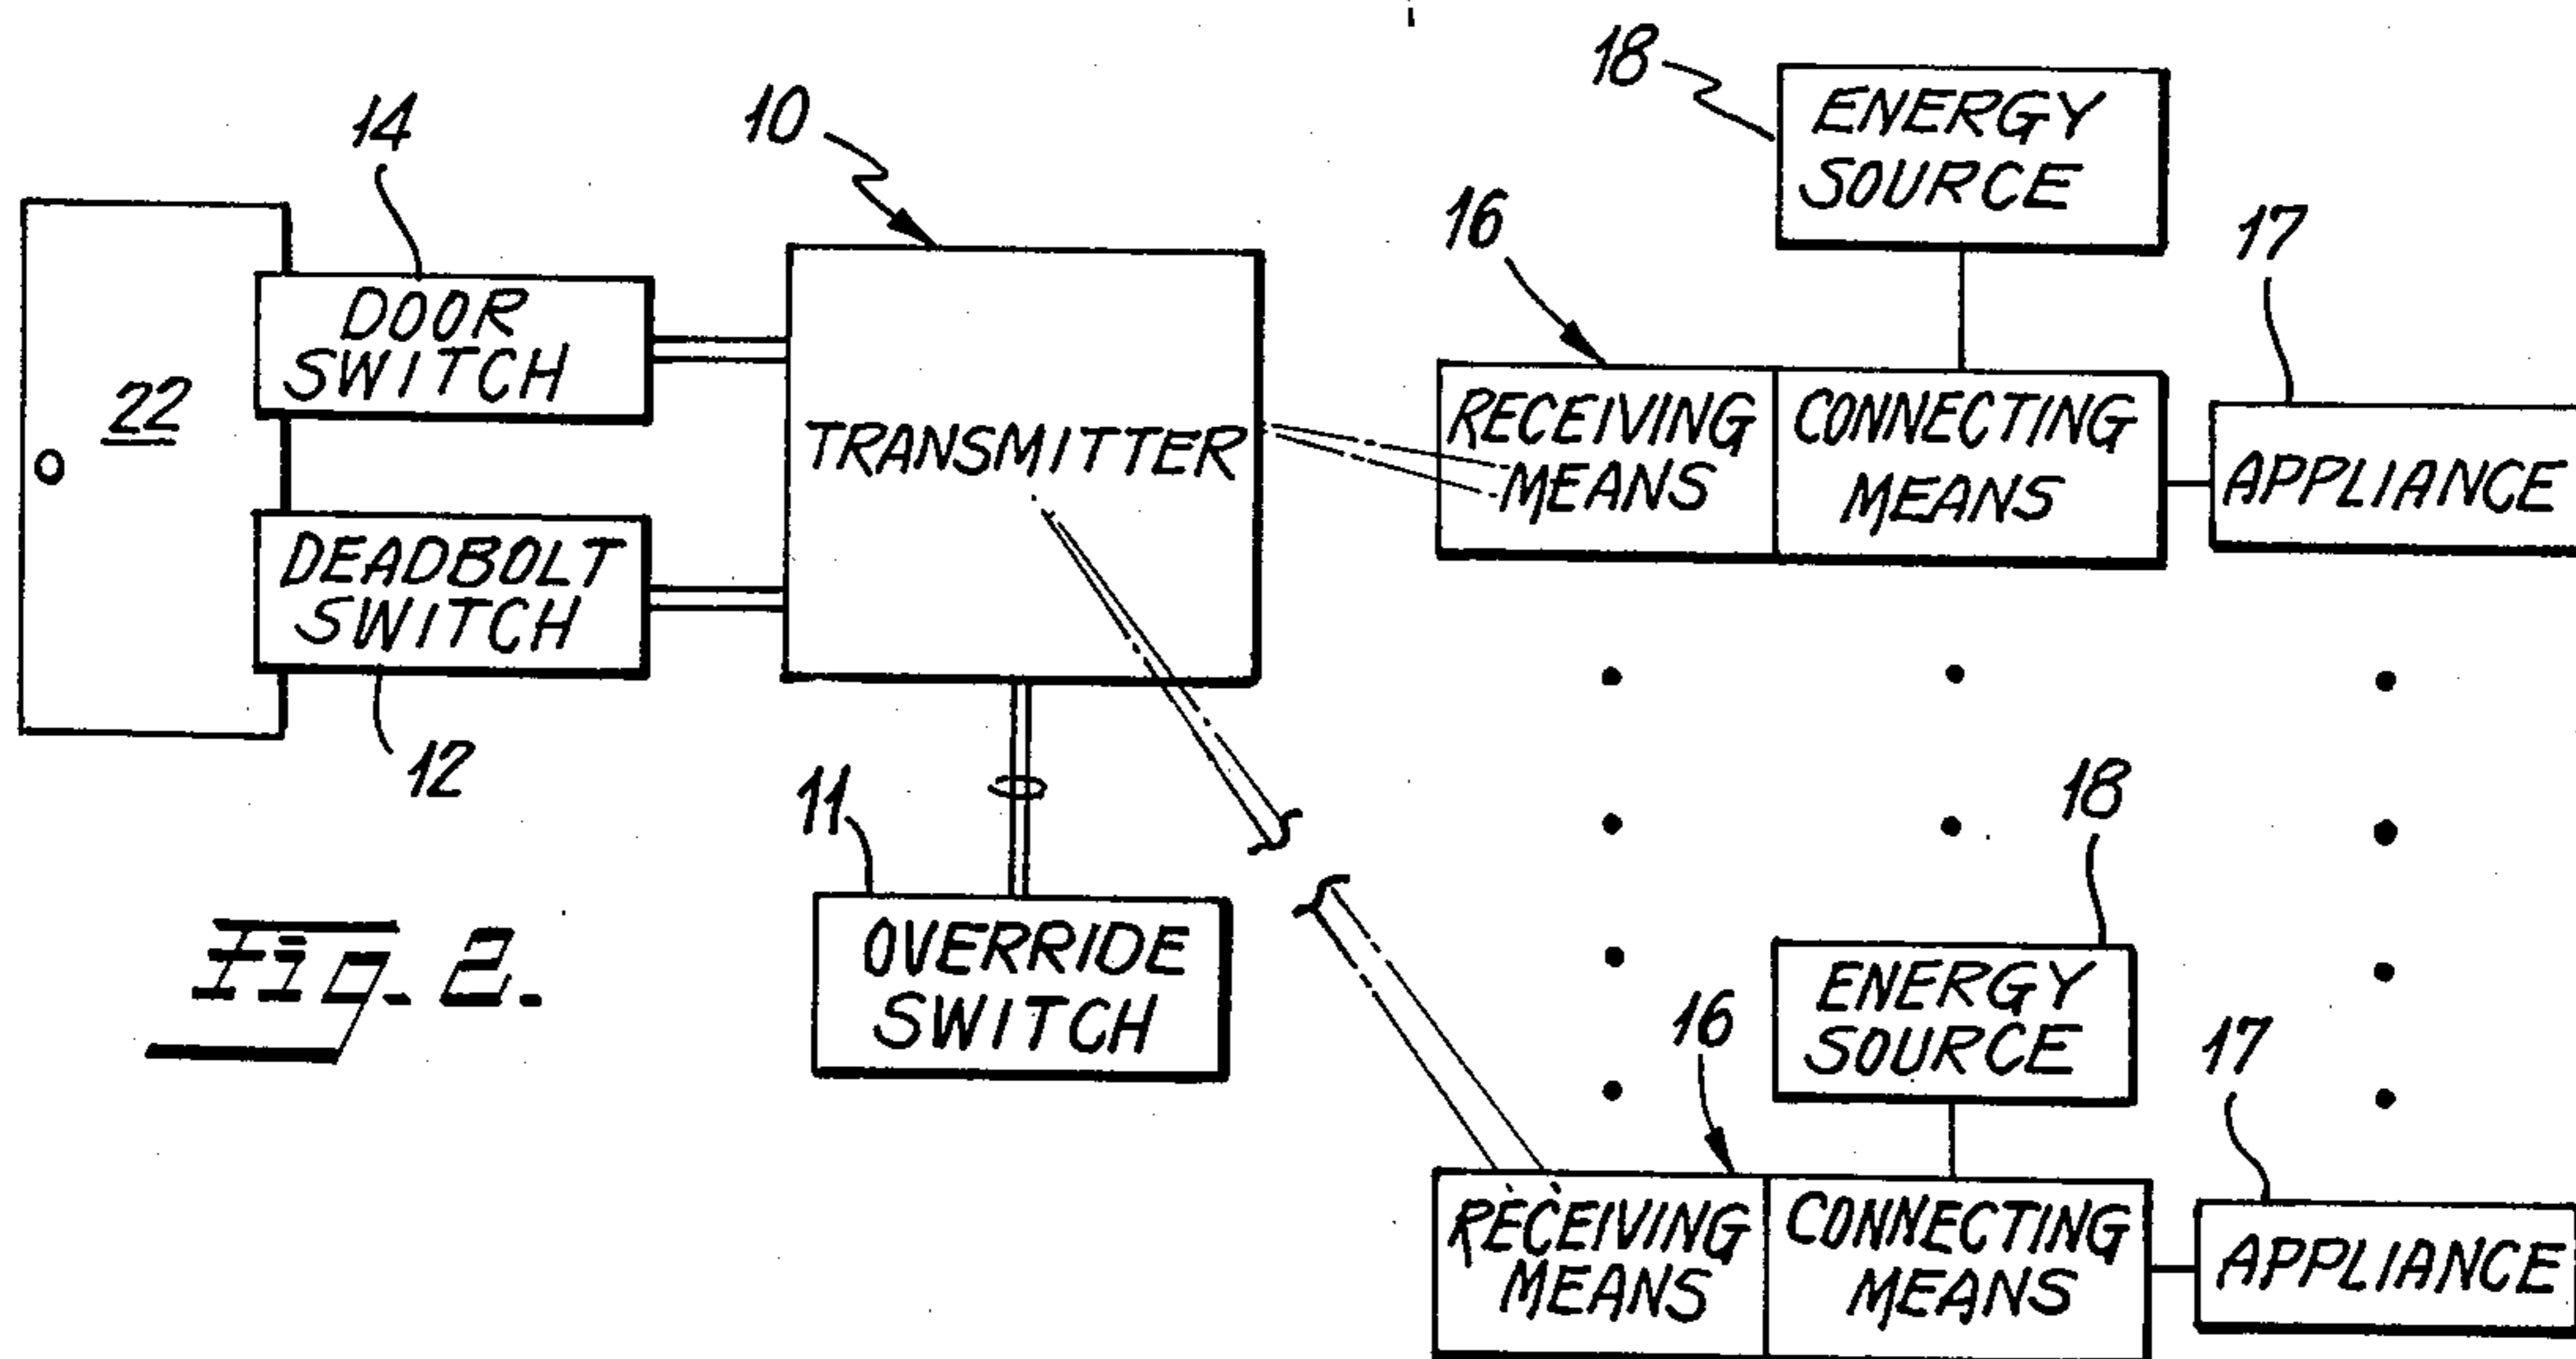 18
ENERGY
SOURCE
14
10
16
17
22
DOOR
SWITCH
TRANSMITTER
RECEIVING
MEANS
CONNECTING
MEANS
APPLIANCE
DEADBOLT
SWITCH
12
11
OVERRIDE
SWITCH
Fig. 2.
18
ENERGY
SOURCE
16
17
RECEIVING
MEANS
CONNECTING
MEANS
APPLIANCE